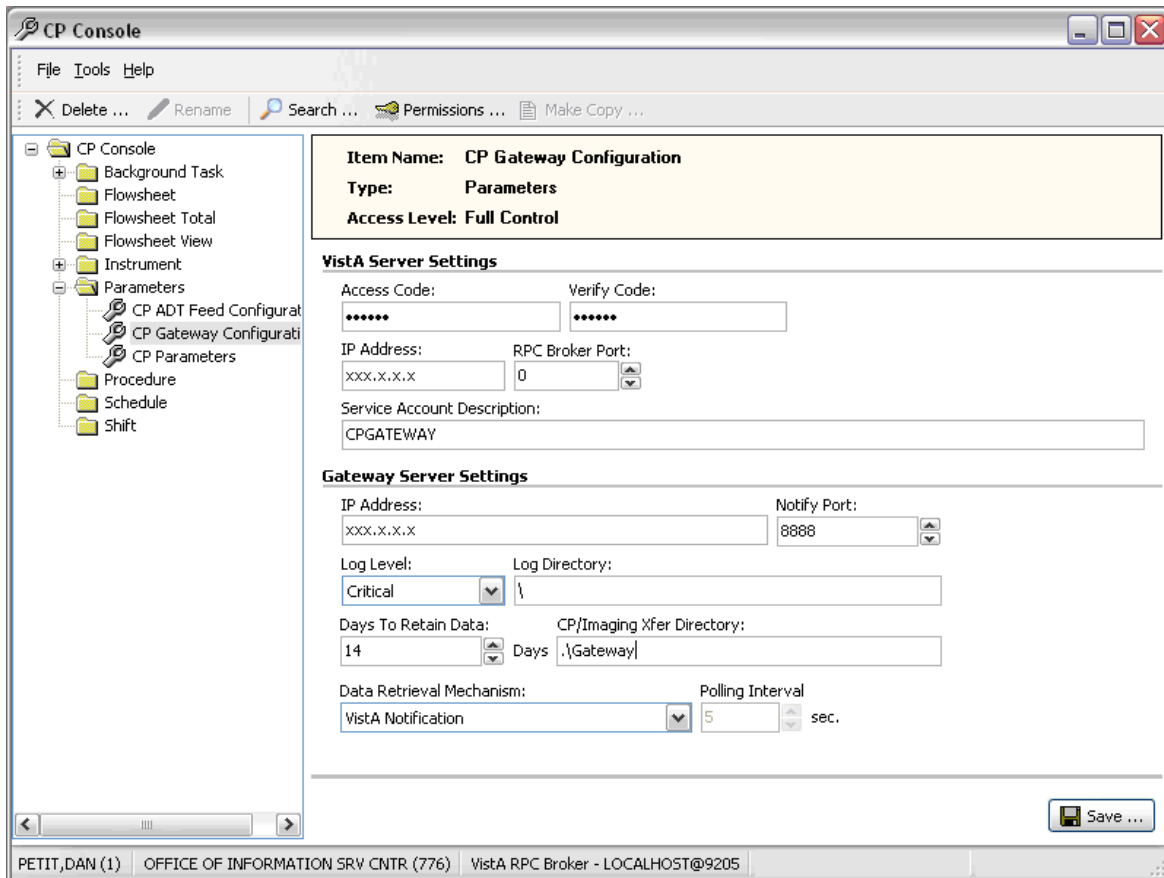 CP Console
File Tools Help
Delete ... Rename Search ... Permissions ... Make Copy ...
CP Console
Background Task
Flowsheet
Flowsheet Total
Flowsheet View
Instrument
Parameters
CP ADT Feed Configurat
CP Gateway Configurati
CP Parameters
Procedure
Schedule
Shift
Item Name: CP Gateway Configuration
Type: Parameters
Access Level: Full Control
VistA Server Settings
Access Code: Verify Code:
•••••• ••••••
IP Address: RPC Broker Port:
xxx.x.x.x 0
Service Account Description:
CPGATEWAY
Gateway Server Settings
IP Address: Notify Port:
xxx.x.x.x 8888
Log Level: Log Directory:
Critical \
Days To Retain Data: CP/Imaging Xfer Directory:
14 Days .\Gateway
Data Retrieval Mechanism: Polling Interval
VistA Notification 5 sec.
Save ...
PETIT,DAN (1) OFFICE OF INFORMATION SRV CNTR (776) VistA RPC Broker - LOCALHOST@9205